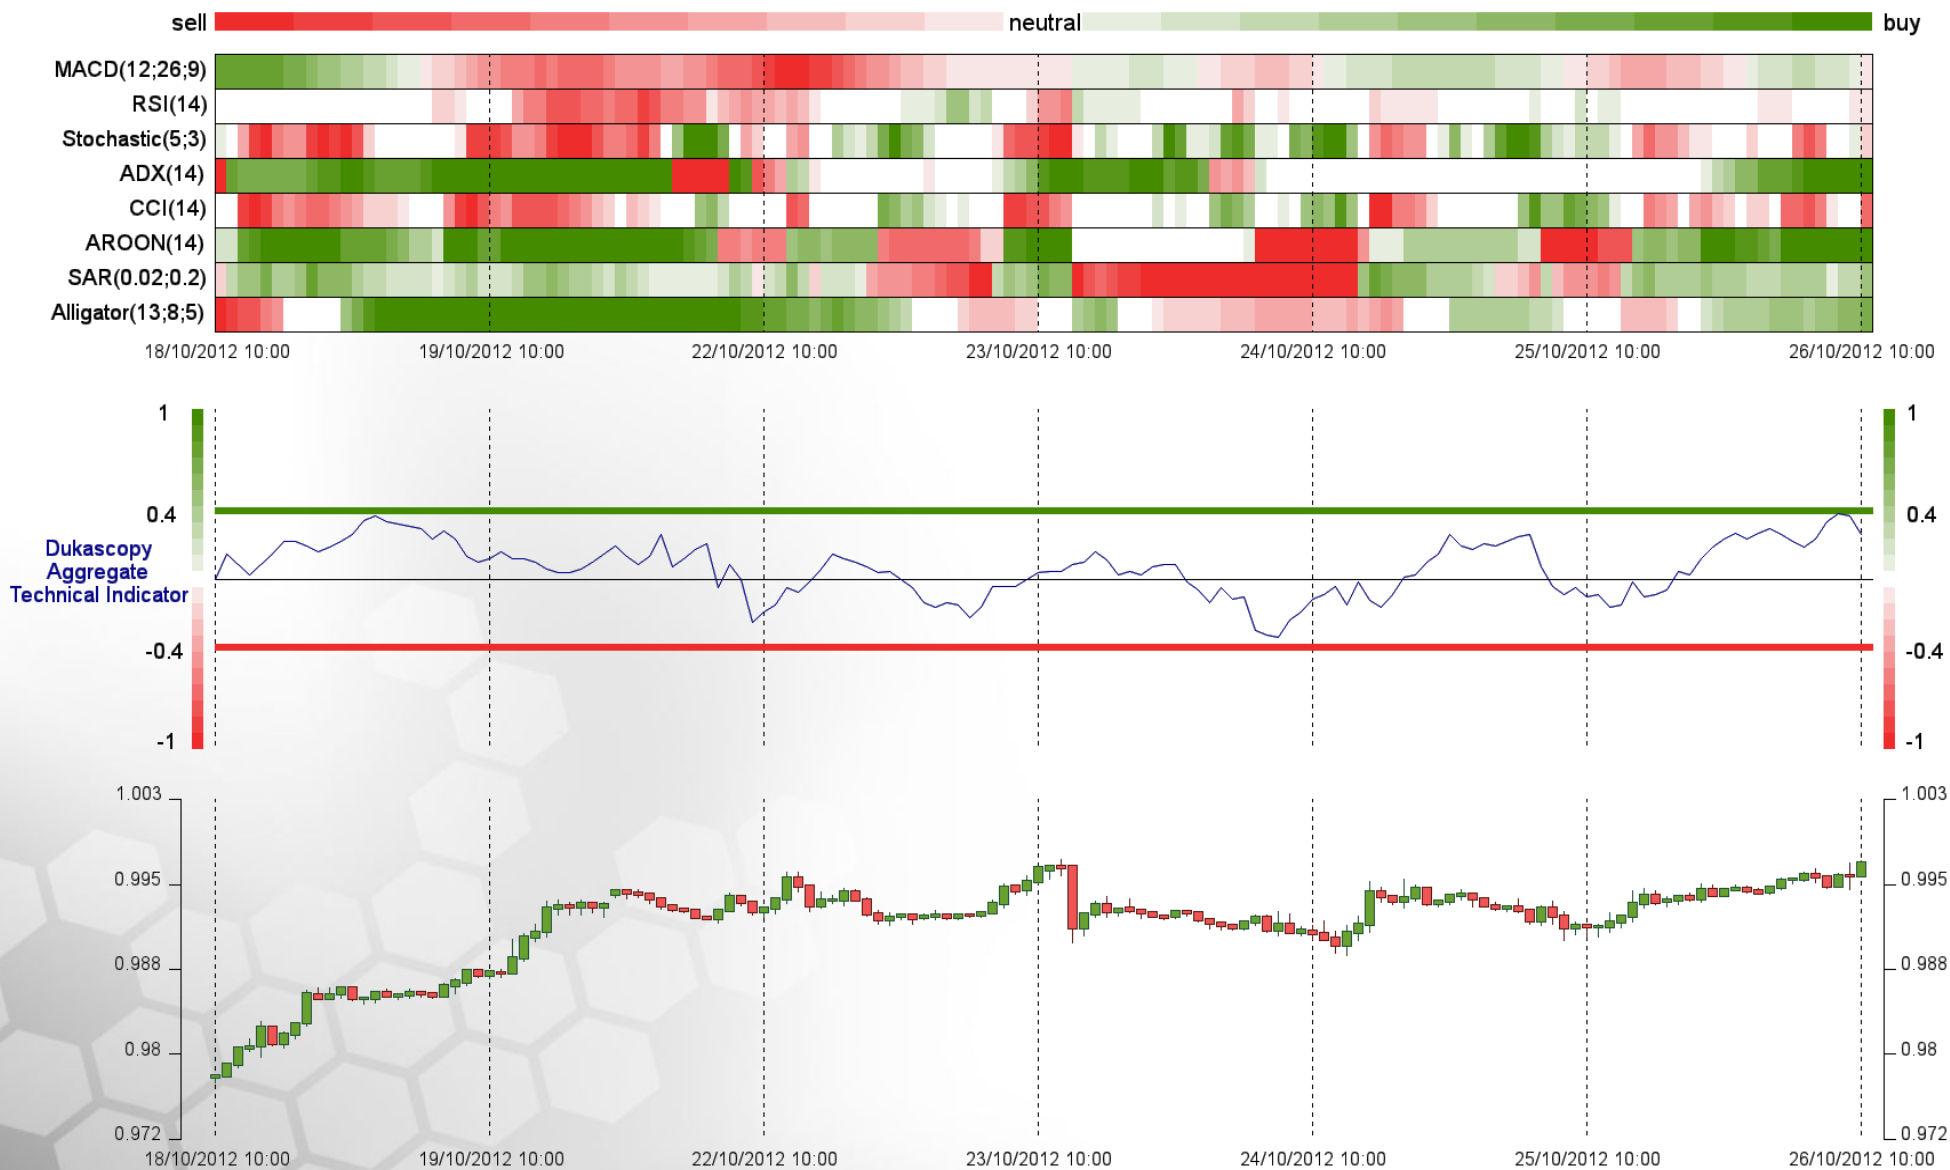 sell neutral buy
MACD(12;26;9)
RSI(14)
Stochastic(5;3)
ADX(14)
CCI(14)
AROON(14)
SAR(0.02;0.2)
Alligator(13;8;5)
18/10/2012 10:00 19/10/2012 10:00 22/10/2012 10:00 23/10/2012 10:00 24/10/2012 10:00 25/10/2012 10:00 26/10/2012 10:00
1 1
0.4 0.4
Dukascopy
Aggregate
Technical Indicator
-0.4 -0.4
-1 -1
1.003 1.003
0.995 0.995
0.988 0.988
0.98 0.98
0.972 0.972
18/10/2012 10:00 19/10/2012 10:00 22/10/2012 10:00 23/10/2012 10:00 24/10/2012 10:00 25/10/2012 10:00 26/10/2012 10:00